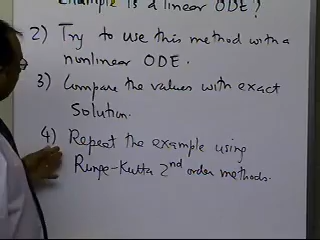 Example is a linear ODE?
2) Try to use this method with a
nonlinear ODE.
3) Compare the values with exact
Solution.
4) Repeat the example using
Runge-Kutta 2nd order methods.